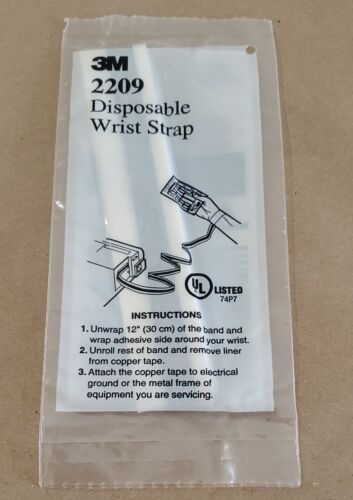 3M
2209
Disposable
Wrist Strap
UL LISTED
74P7
INSTRUCTIONS
1. Unwrap 12" (30 cm) of the band and
wrap adhesive side around your wrist.
2. Unroll rest of band and remove liner
from copper tape.
3. Attach the copper tape to electrical
ground or the metal frame of
equipment you are servicing.